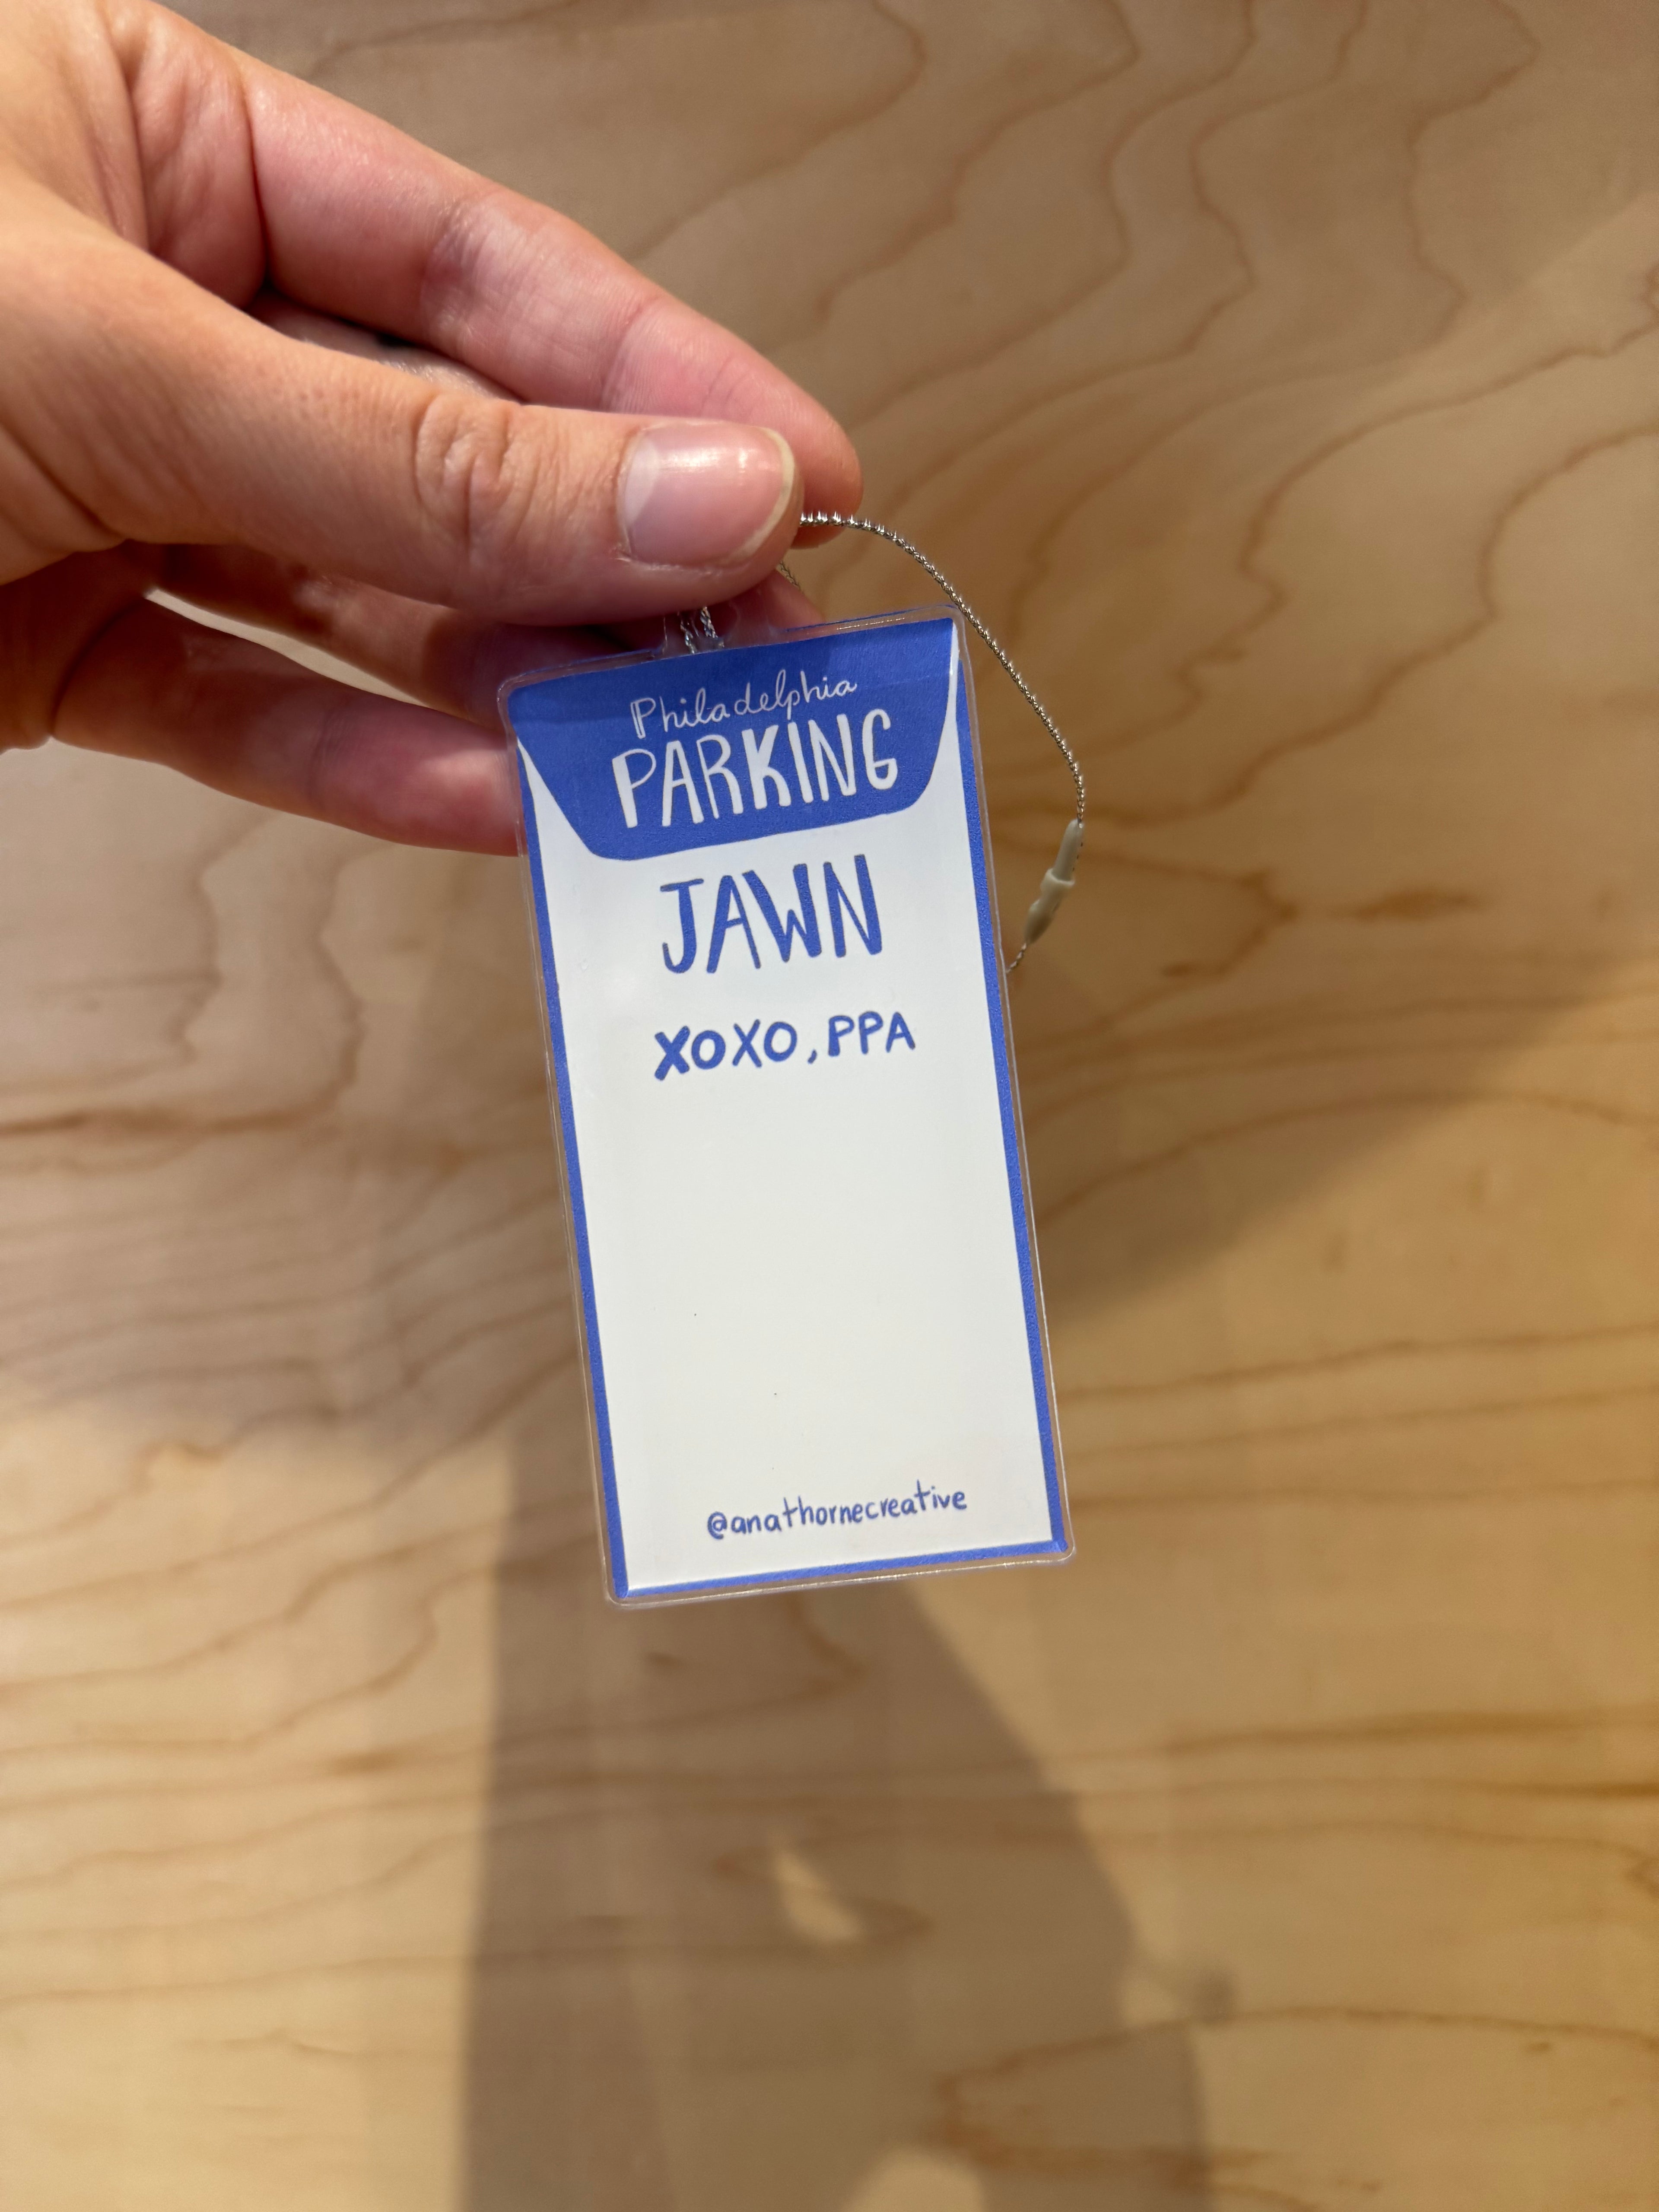 Philadelphia
PARKING
JAWN
XOXO, PPA
@anathornecreative